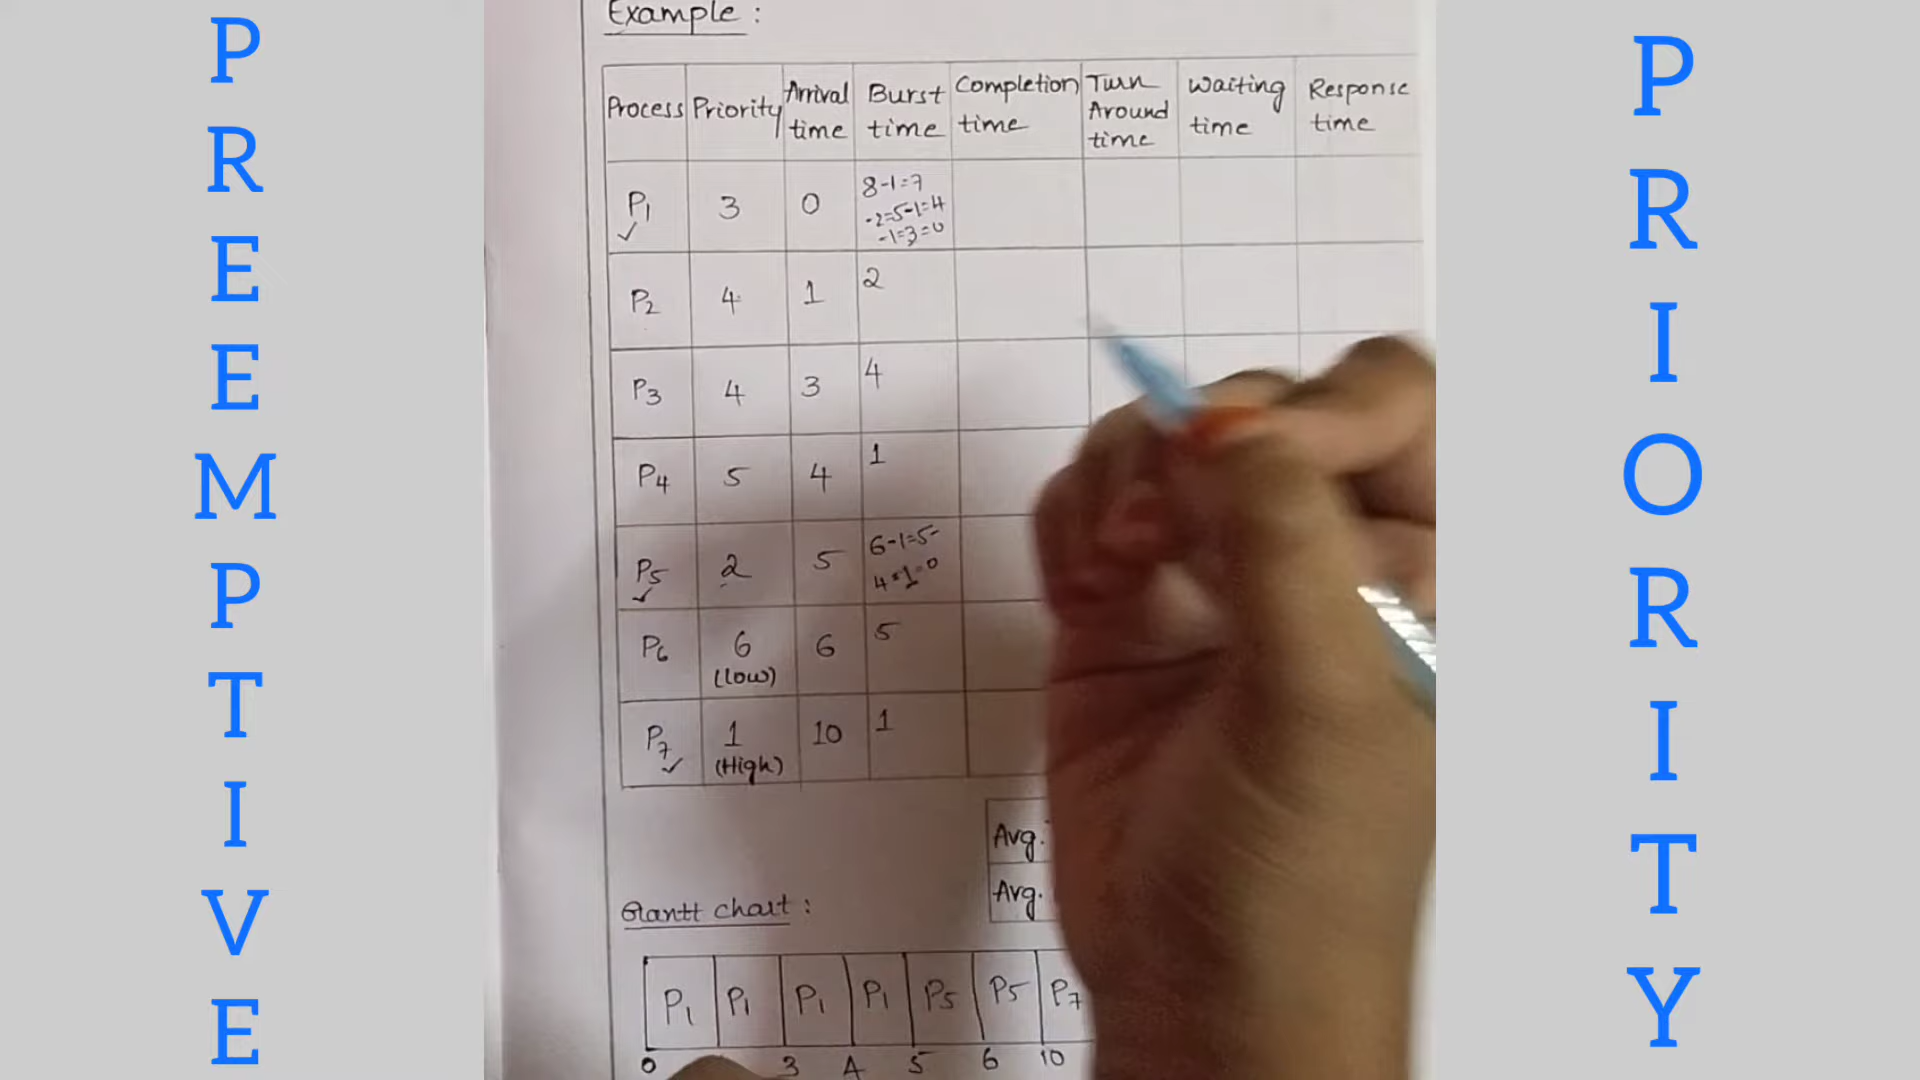 PREEMPTIVE
Example :
Process Priority Arrival time Burst time Completion time Turn Around time Waiting time Response time
P1 3 0 8-1=7
-2=5-1=4
-1=3=0
P2 4 1 2
P3 4 3 4
P4 5 4 1
P5 2 5 6-1=5-
4=1=0
P6 6 (low) 6 5
P7 1 (High) 10 1
Avg.
Avg.
Gantt chart :
P1 P1 P1 P1 P5 P5 P7
0 3 4 5 6 10
PRIORITY